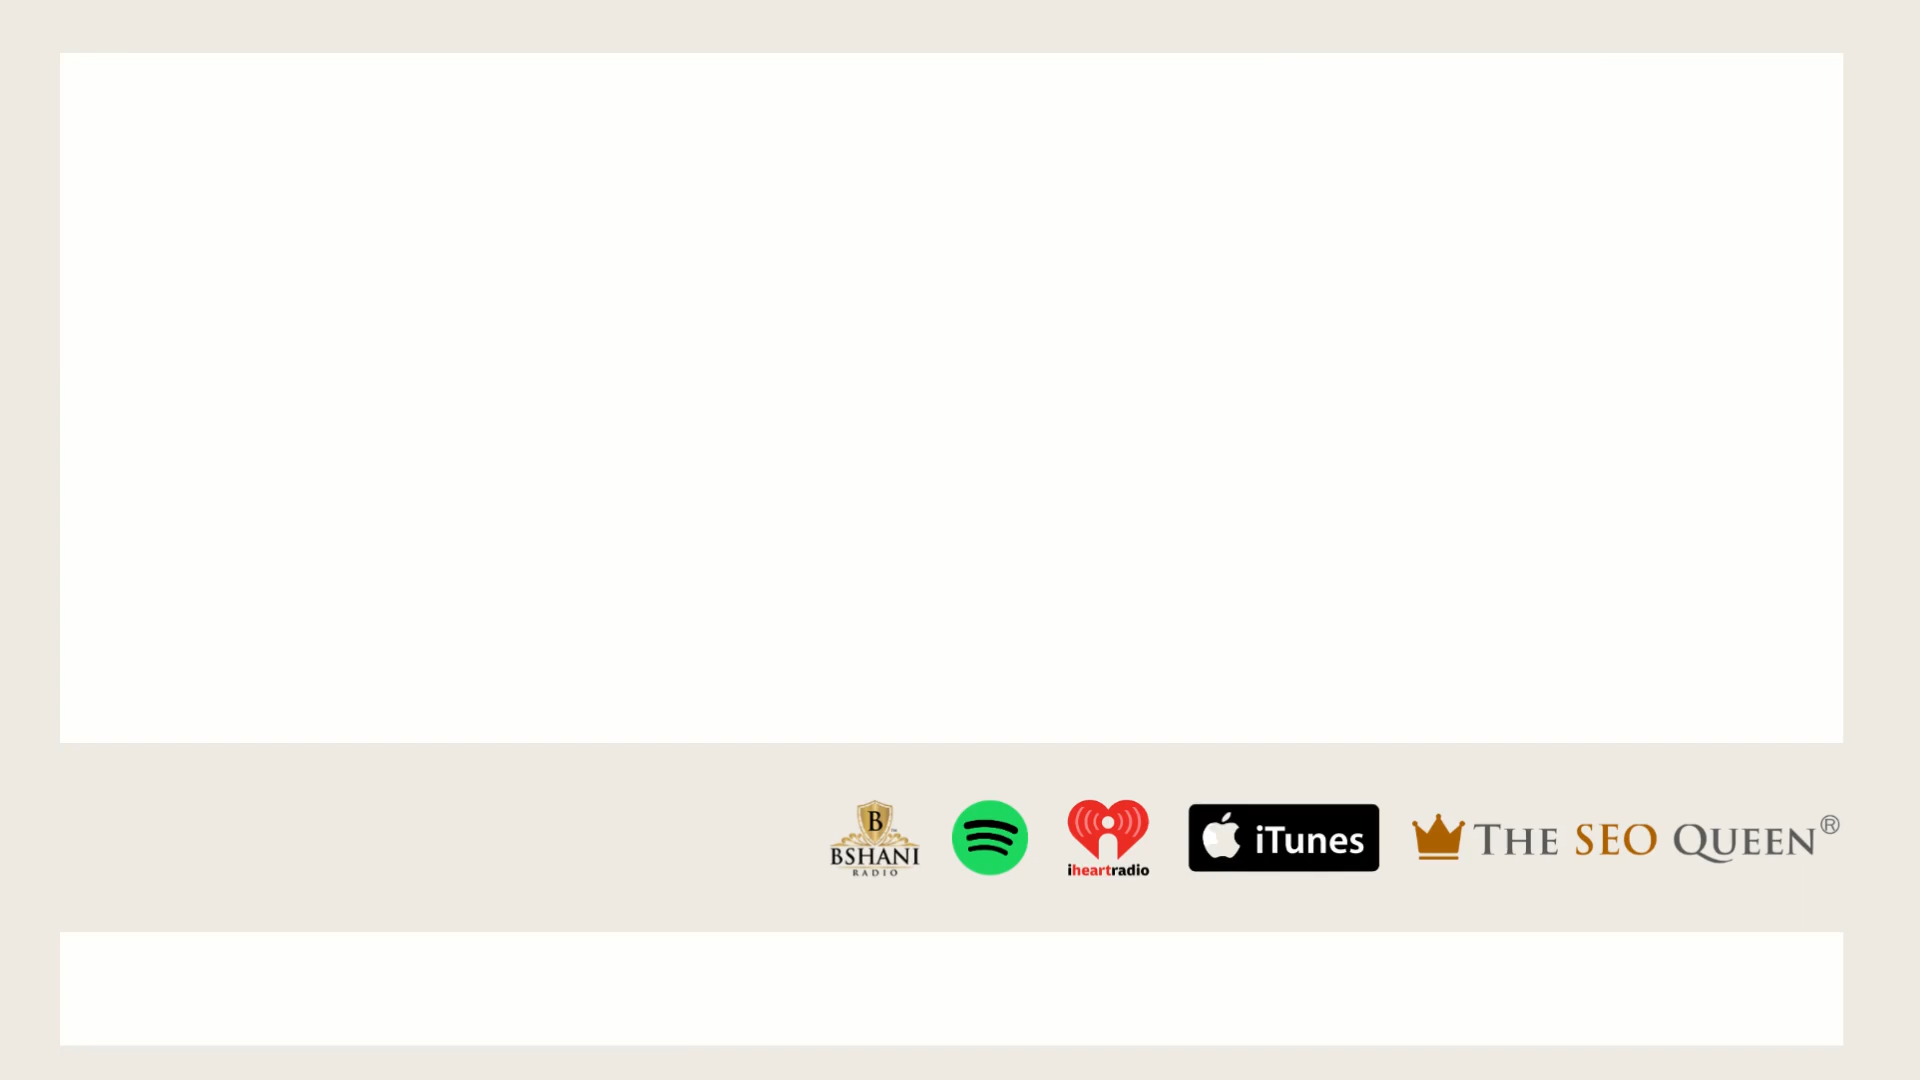 B
BSHANI
RADIO
iheartradio
iTunes
THE SEO QUEEN®